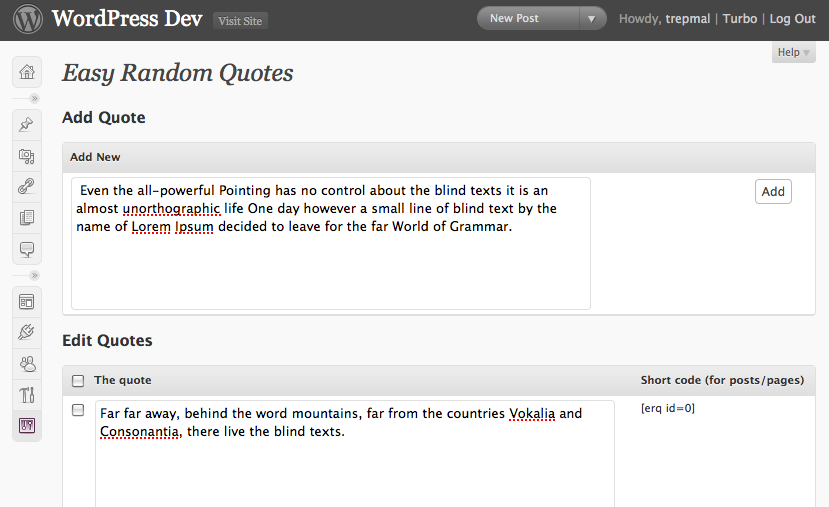 WordPress Dev Visit Site New Post Howdy, trepmal | Turbo | Log Out
Help
Easy Random Quotes
Add Quote
Add New
Even the all-powerful Pointing has no control about the blind texts it is an
almost unorthographic life One day however a small line of blind text by the
name of Lorem Ipsum decided to leave for the far World of Grammar.
Add
Edit Quotes
The quote Short code (for posts/pages)
Far far away, behind the word mountains, far from the countries Vokalia and
Consonantia, there live the blind texts.
[erq id=0]